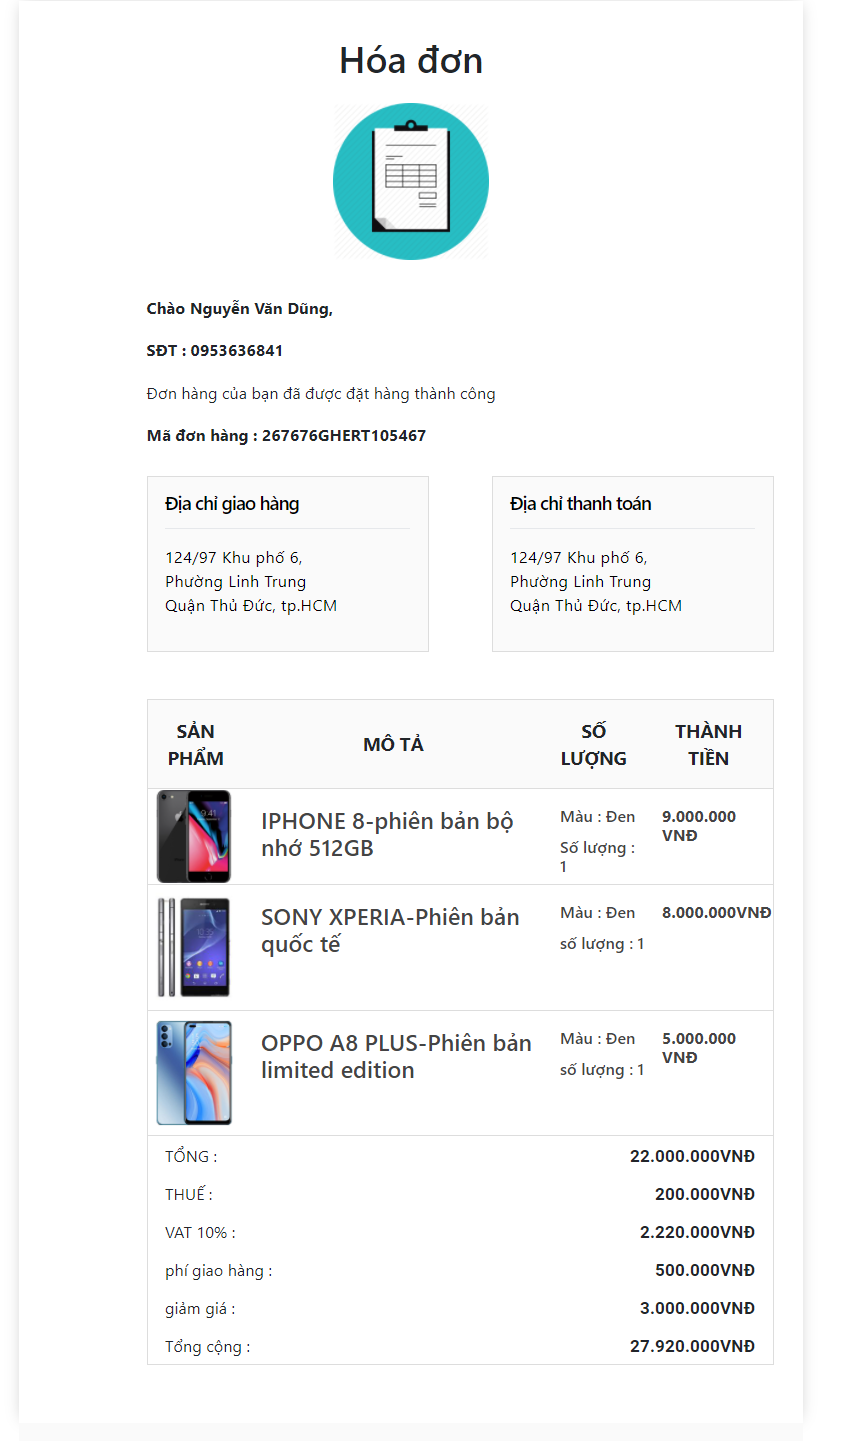 Hóa đơn
Chào Nguyễn Văn Dũng,
SĐT : 0953636841
Đơn hàng của bạn đã được đặt hàng thành công
Mã đơn hàng : 267676GHERT105467
Địa chỉ giao hàng
124/97 Khu phố 6,
Phường Linh Trung
Quận Thủ Đức, tp.HCM
Địa chỉ thanh toán
124/97 Khu phố 6,
Phường Linh Trung
Quận Thủ Đức, tp.HCM
SẢN
PHẨM
MÔ TẢ
SỐ
LƯỢNG
THÀNH
TIỀN
IPHONE 8-phiên bản bộ
nhớ 512GB
Màu : Đen
Số lượng :
1
9.000.000
VNĐ
SONY XPERIA-Phiên bản
quốc tế
Màu : Đen
số lượng : 1
8.000.000VNĐ
OPPO A8 PLUS-Phiên bản
limited edition
Màu : Đen
số lượng : 1
5.000.000
VNĐ
TỔNG : 22.000.000VNĐ
THUẾ : 200.000VNĐ
VAT 10% : 2.220.000VNĐ
phí giao hàng : 500.000VNĐ
giảm giá : 3.000.000VNĐ
Tổng cộng : 27.920.000VNĐ